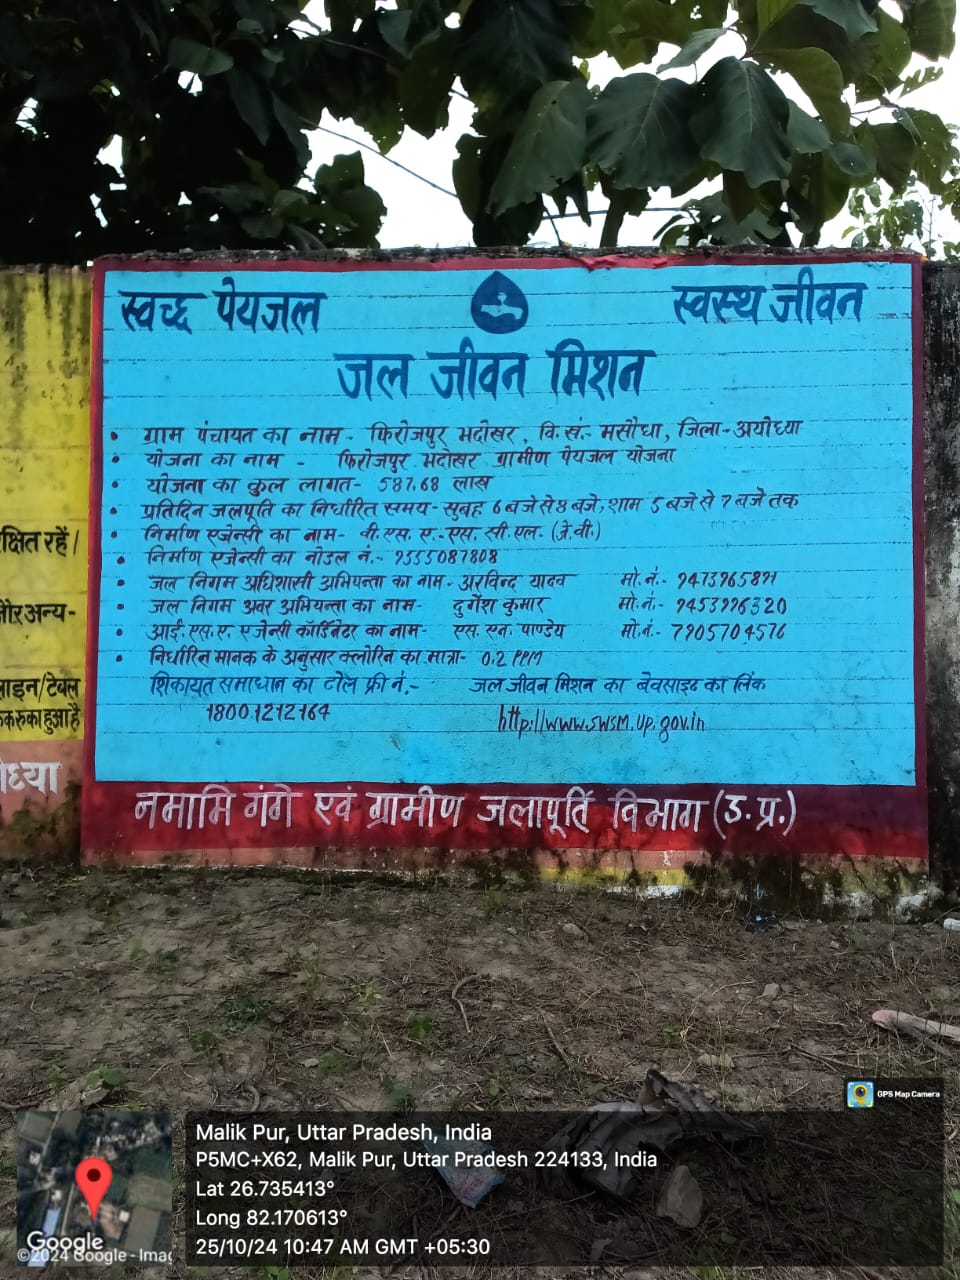 स्वच्छ पेयजल
स्वस्थ जीवन
जल जीवन मिशन
• ग्राम पंचायत का नाम - फिरोजपुर भदोखर, वि.सं.- मसौधा, जिला- अयोध्या
• योजना का नाम - फिरोजपुर भदोखर ग्रामीण पेयजल योजना
• योजना का कुल लागत- 587.68 लाख
• प्रतिदिन जलपूर्ति का निर्धारित समय- सुबह 6 बजे से 8 बजे, शाम 5 बजे से 7 बजे तक
• निर्माण एजेन्सी का नाम- वी.एस.ए.-एस.सी.एल. (जे.वी.)
• निर्माण एजेन्सी का नोडल नं.- 9555087808
• जल निगम अधिशासी अभियन्ता का नाम- अरविन्द यादव मो.नं.-
• जल निगम अवर अभियन्ता का नाम- दुर्गेश कुमार मो.नं.-
• आई.एस.ए. एजेन्सी कॉर्डिनेटर का नाम- एस.एन. पाण्डेय मो.नं.- 7905704576
• निर्धारित मानक के अनुसार क्लोरिन का मात्रा- 0.2 PPM
शिकायत समाधान का टोल फ्री नं.- जल जीवन मिशन का बेवसाइट का लिंक
18001212164 http://www.swsm.up.gov.in
नमामि गंगे एवं ग्रामीण जलापूर्ति विभाग (उ.प्र.)
क्षित रहें/
और अन्य-
साइन/टेबल
रुका हुआ है
ध्या
GPS Map Camera
Malik Pur, Uttar Pradesh, India
P5MC+X62, Malik Pur, Uttar Pradesh 224133, India
Lat 26.735413°
Long 82.170613°
25/10/24 10:47 AM GMT +05:30
Google
©2024 Google - Imag